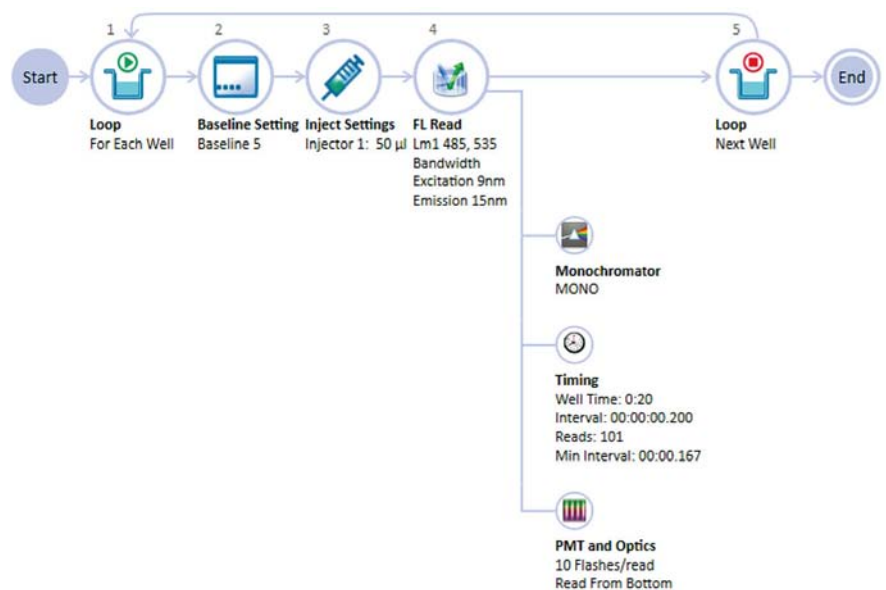 1
2
3
4
5
Start
End
Loop
For Each Well
Baseline Setting
Baseline 5
Inject Settings
Injector 1: 50 µl
FL Read
Lm1 485, 535
Bandwidth
Excitation 9nm
Emission 15nm
Loop
Next Well
Monochromator
MONO
Timing
Well Time: 0:20
Interval: 00:00:00.200
Reads: 101
Min Interval: 00:00.167
PMT and Optics
10 Flashes/read
Read From Bottom